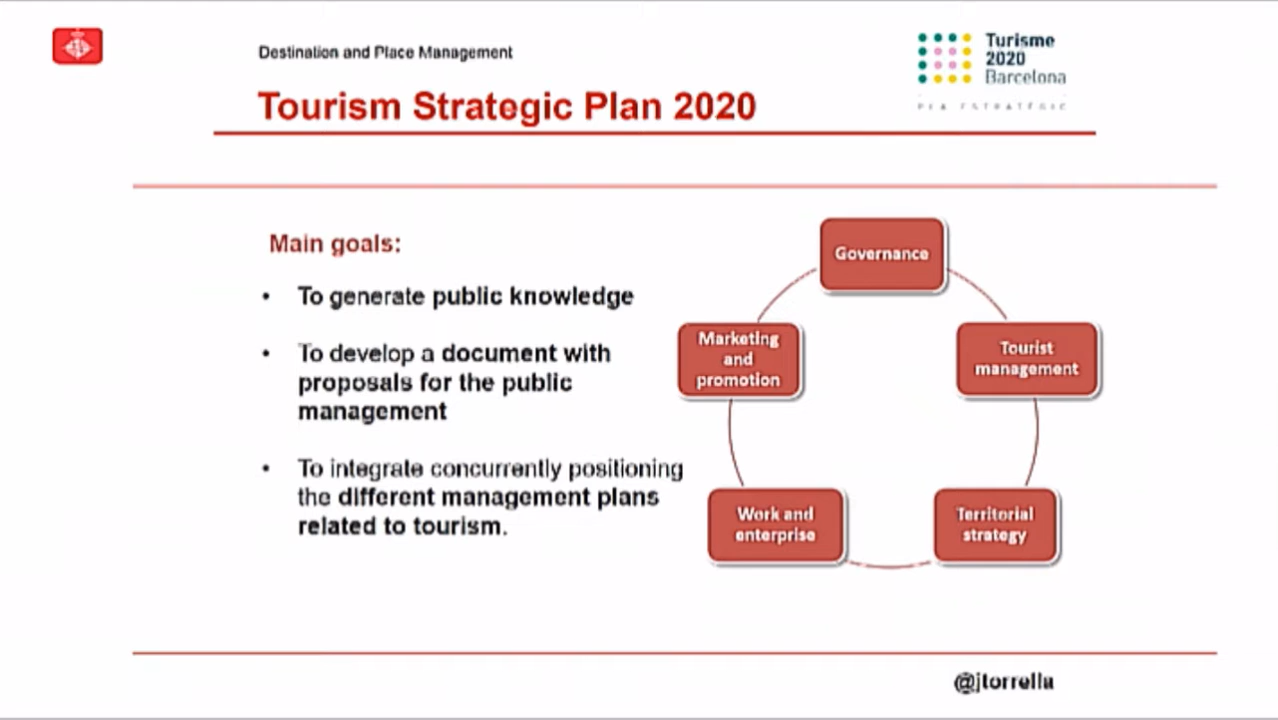 Destination and Place Management
Tourism Strategic Plan 2020
Turisme
2020
Barcelona
PLA ESTRATÈGIC
Main goals:
• To generate public knowledge
• To develop a document with
proposals for the public
management
• To integrate concurrently positioning
the different management plans
related to tourism.
Governance
Tourist
management
Territorial
strategy
Work and
enterprise
Marketing
and
promotion
@jtorrella